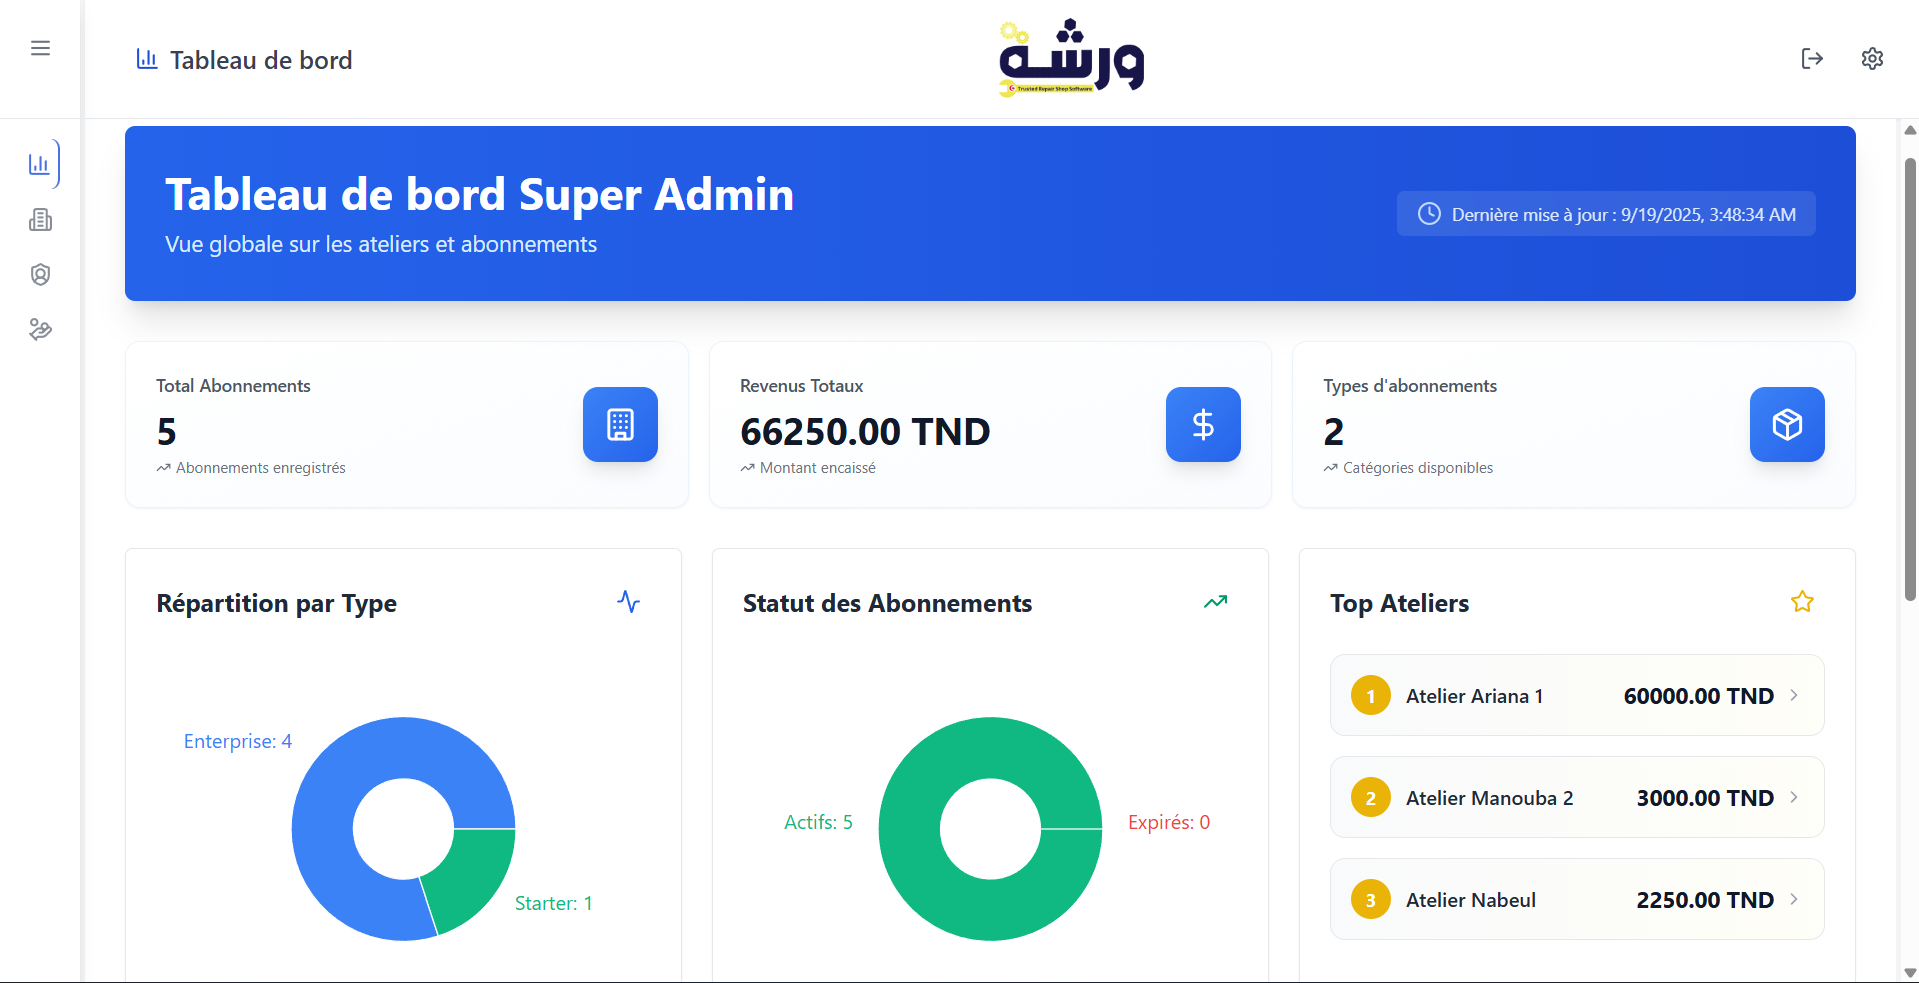 Tableau de bord
ورشة
Trusted Repair Shop Software
Tableau de bord Super Admin
Vue globale sur les ateliers et abonnements
Dernière mise à jour : 9/19/2025, 3:48:34 AM
Total Abonnements
5
Abonnements enregistrés
Revenus Totaux
66250.00 TND
Montant encaissé
Types d'abonnements
2
Catégories disponibles
Répartition par Type
Enterprise: 4
Starter: 1
Statut des Abonnements
Actifs: 5
Expirés: 0
Top Ateliers
1 Atelier Ariana 1 60000.00 TND
2 Atelier Manouba 2 3000.00 TND
3 Atelier Nabeul 2250.00 TND